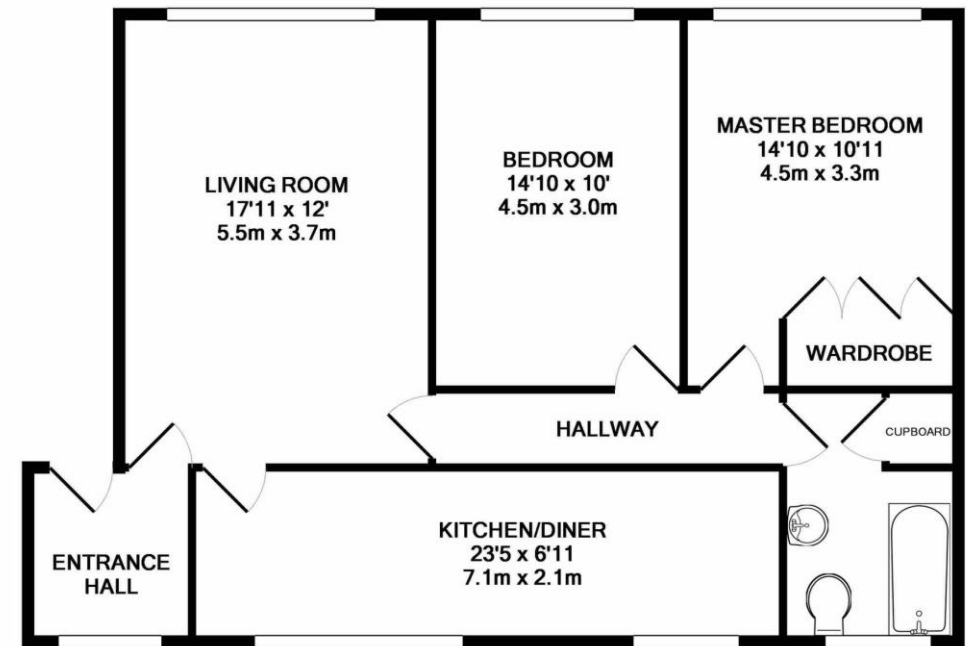 LIVING ROOM
17'11 x 12'
5.5m x 3.7m
BEDROOM
14'10 x 10'
4.5m x 3.0m
MASTER BEDROOM
14'10 x 10'11
4.5m x 3.3m
WARDROBE
HALLWAY
CUPBOARD
ENTRANCE
HALL
KITCHEN/DINER
23'5 x 6'11
7.1m x 2.1m